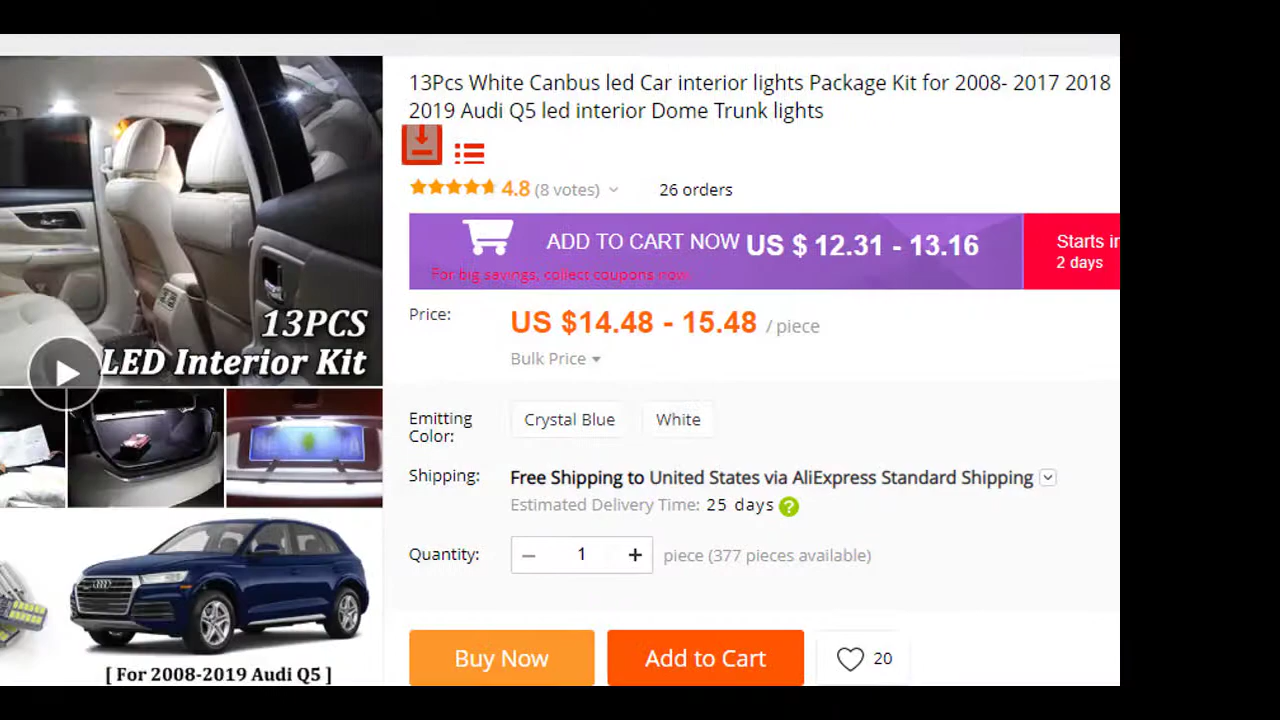 13Pcs White Canbus led Car interior lights Package Kit for 2008- 2017 2018
2019 Audi Q5 led interior Dome Trunk lights
4.8 (8 votes) 26 orders
ADD TO CART NOW US $ 12.31 - 13.16
For big savings, collect coupons now.
Starts in
2 days
13PCS
LED Interior Kit
[ For 2008-2019 Audi Q5 ]
Price: US $14.48 - 15.48 / piece
Bulk Price
Emitting
Color:
Crystal Blue White
Shipping: Free Shipping to United States via AliExpress Standard Shipping
Estimated Delivery Time: 25 days ?
Quantity: − 1 + piece (377 pieces available)
Buy Now Add to Cart 20